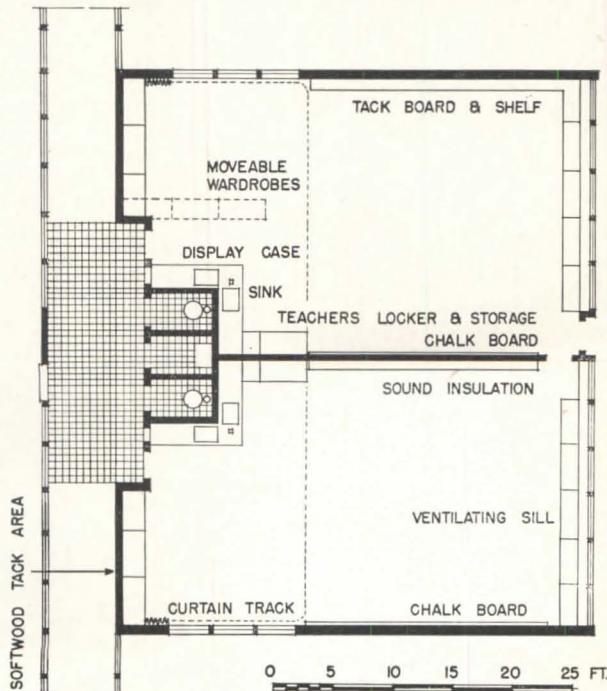 TACK BOARD & SHELF
MOVEABLE
WARDROBES
DISPLAY CASE
SINK
TEACHERS LOCKER & STORAGE
CHALK BOARD
SOUND INSULATION
VENTILATING SILL
SOFTWOOD TACK AREA
CURTAIN TRACK
CHALK BOARD
0 5 10 15 20 25 FT.